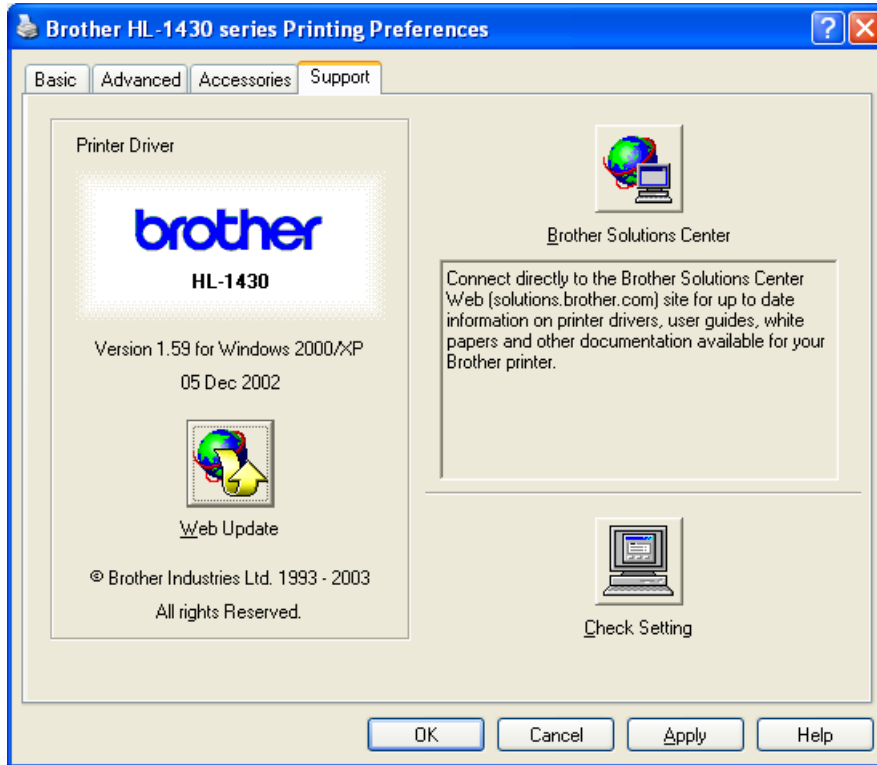 Brother HL-1430 series Printing Preferences
Basic
Advanced
Accessories
Support
Printer Driver
brother
HL-1430
Version 1.59 for Windows 2000/XP
05 Dec 2002
Web Update
© Brother Industries Ltd. 1993 - 2003
All rights Reserved.
Brother Solutions Center
Connect directly to the Brother Solutions Center
Web (solutions.brother.com) site for up to date
information on printer drivers, user guides, white
papers and other documentation available for your
Brother printer.
Check Setting
OK
Cancel
Apply
Help